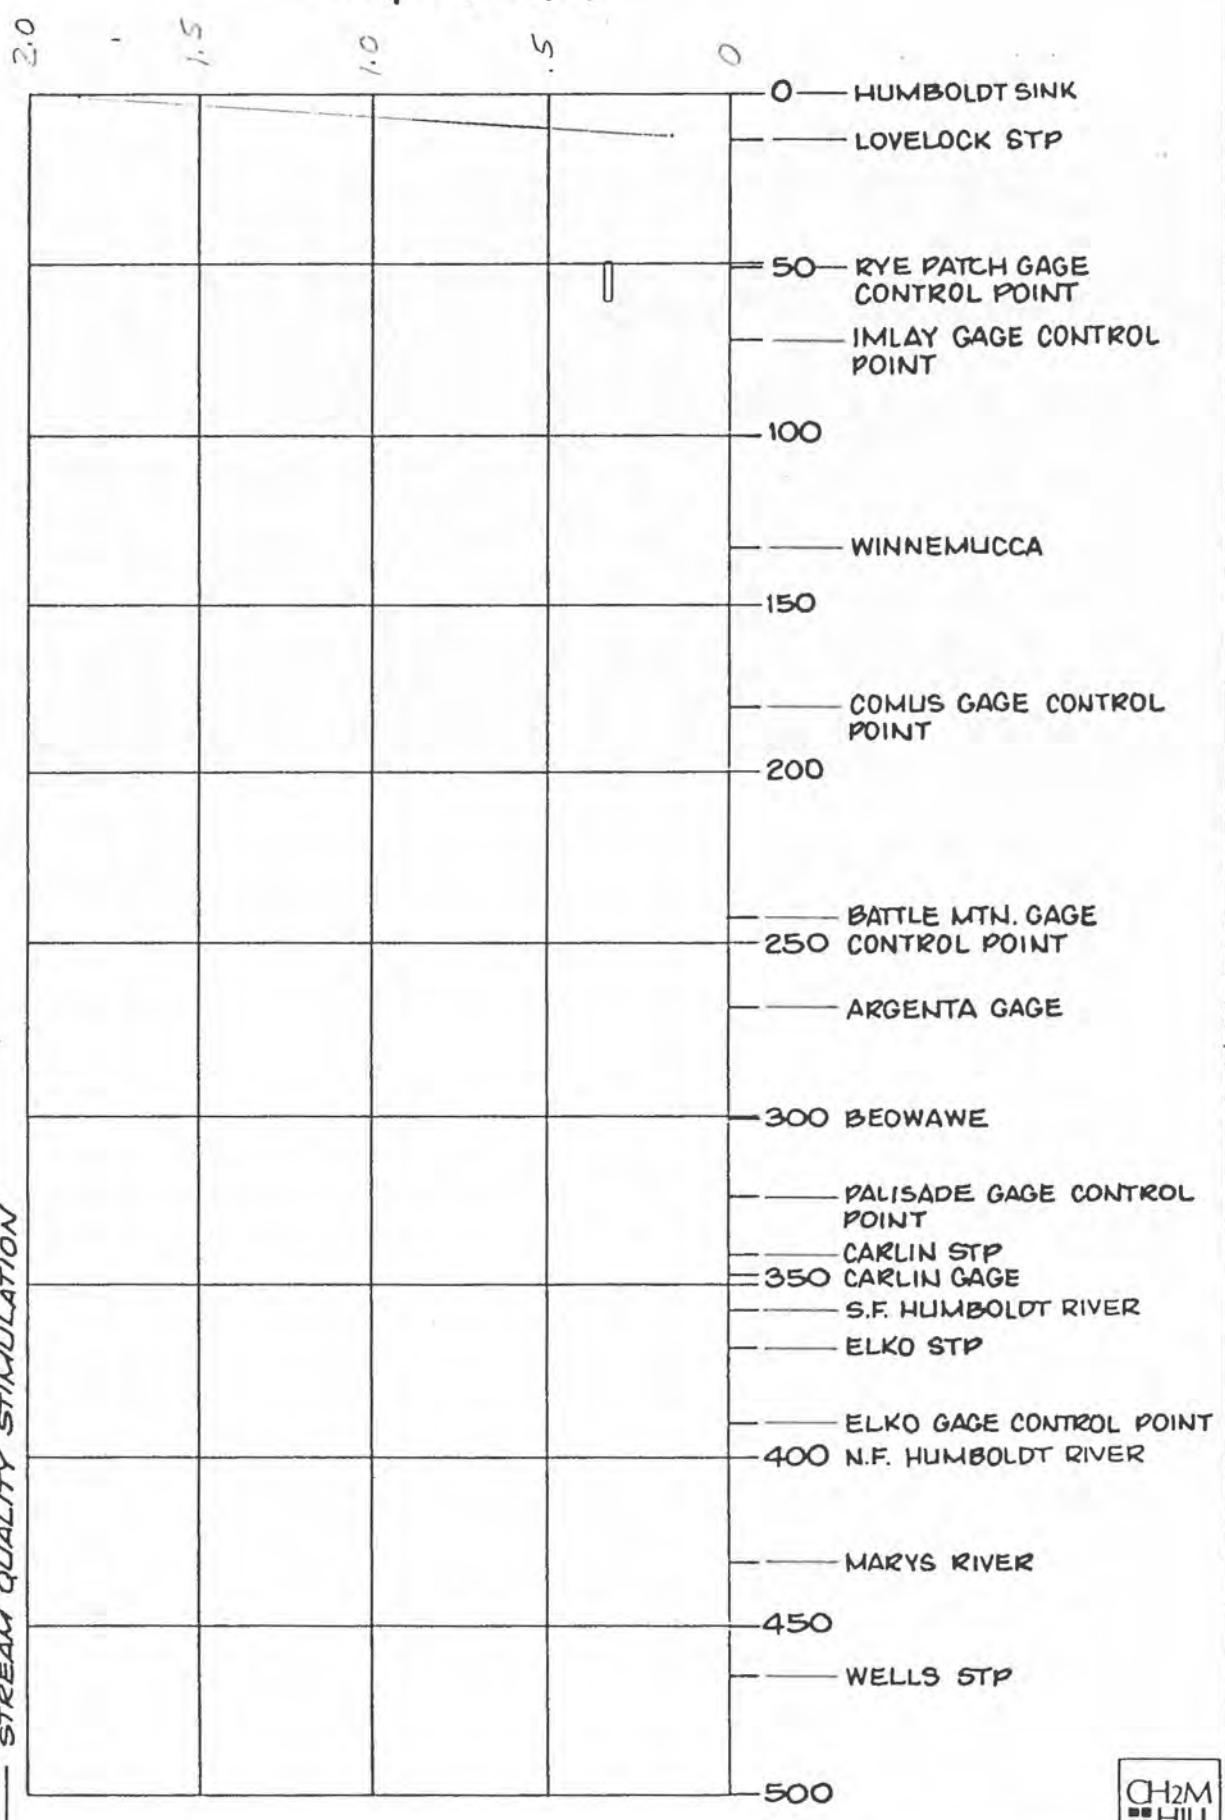 2.0
1.5
1.0
.5
0
0 HUMBOLDT SINK
LOVELOCK STP
50 RYE PATCH GAGE
CONTROL POINT
IMLAY GAGE CONTROL
POINT
100
WINNEMUCCA
150
COMUS GAGE CONTROL
POINT
200
BATTLE MTN. GAGE
250 CONTROL POINT
ARGENTA GAGE
300 BEOWAWE
PALISADE GAGE CONTROL
POINT
CARLIN STP
350 CARLIN GAGE
S.F. HUMBOLDT RIVER
ELKO STP
ELKO GAGE CONTROL POINT
400 N.F. HUMBOLDT RIVER
MARYS RIVER
450
WELLS STP
500
STREAM QUALITY STIMULATION
CH2M
HILL